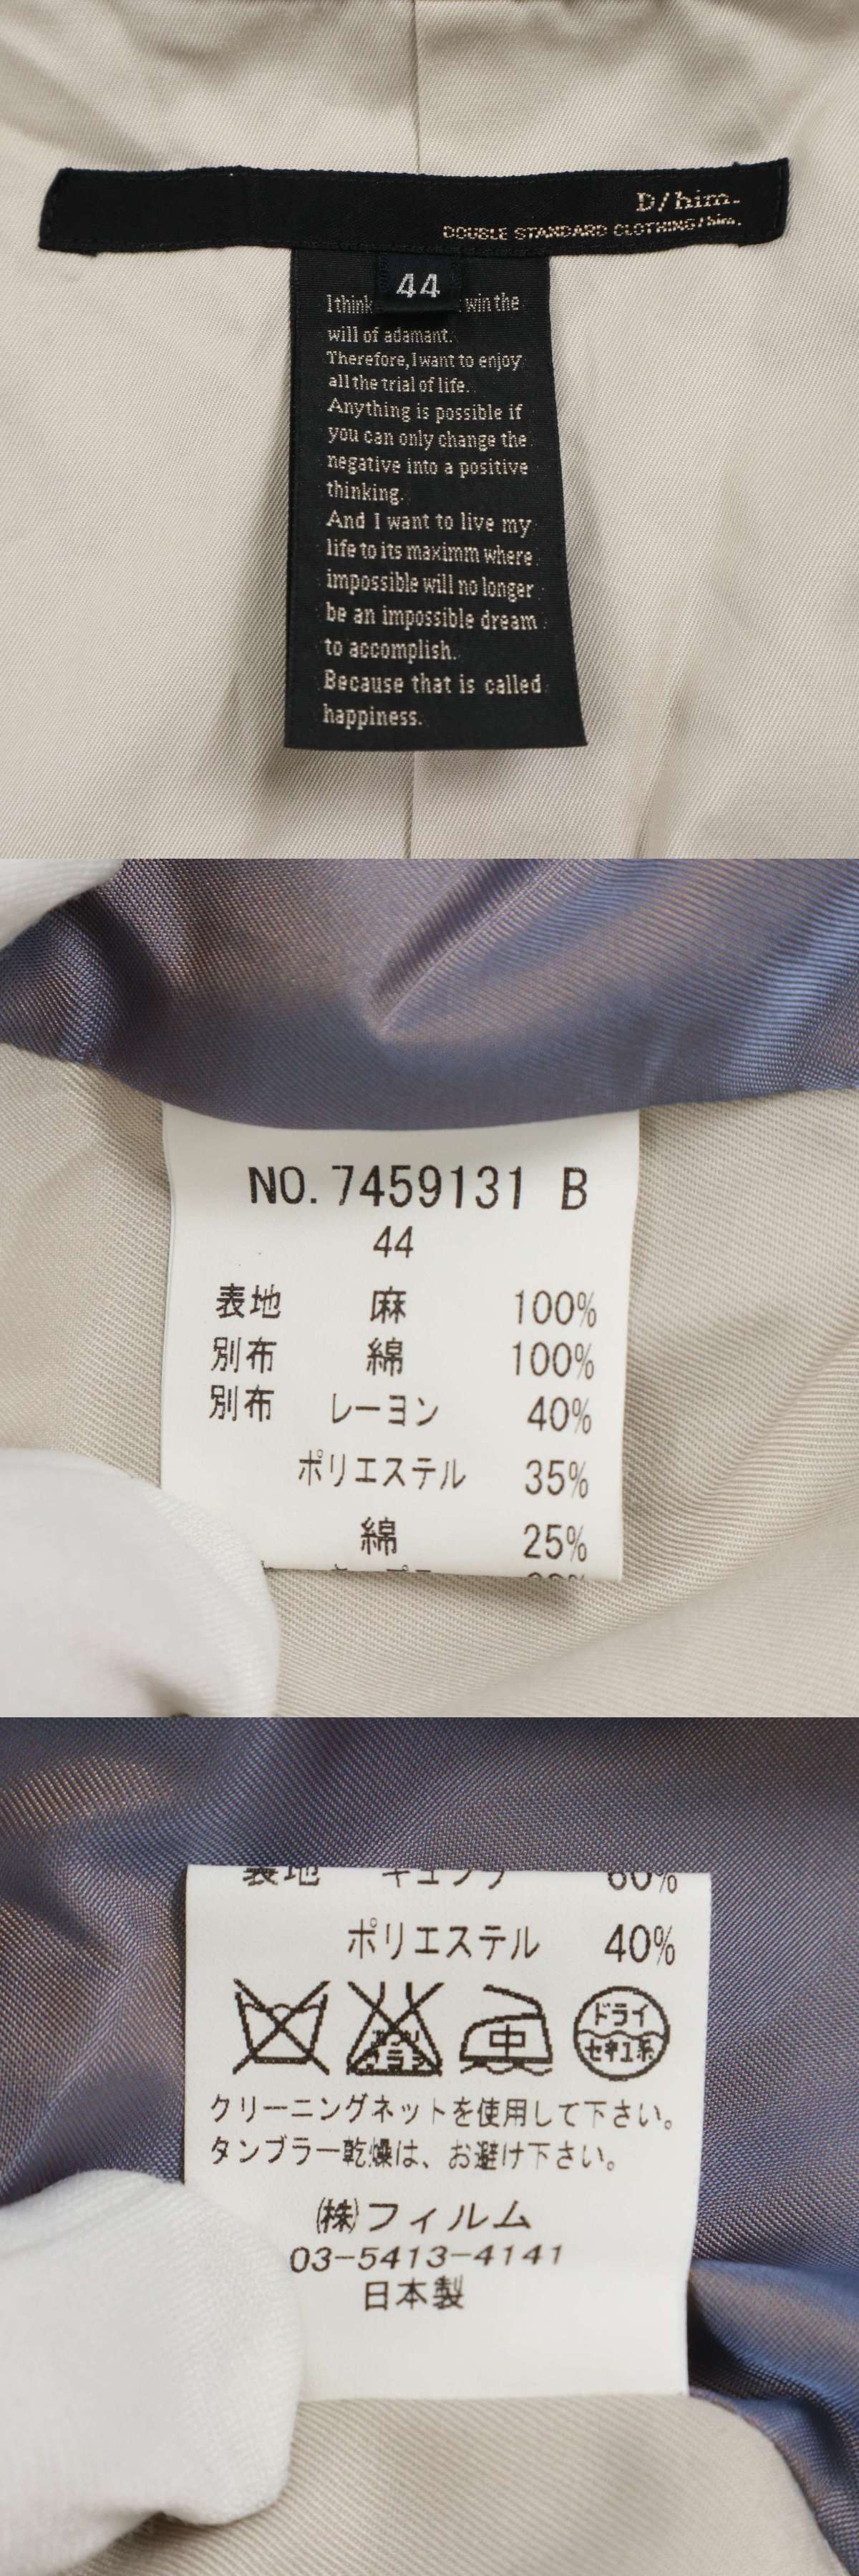 D/him.
DOUBLE STANDARD CLOTHING/him.
44
I think win the
will of adamant.
Therefore, I want to enjoy
all the trial of life.
Anything is possible if
you can only change the
negative into a positive
thinking.
And I want to live my
life to its maximm where
impossible will no longer
be an impossible dream
to accomplish.
Because that is called
happiness.
NO. 7459131 B
44
表地 麻 100%
別布 綿 100%
別布 レーヨン 40%
ポリエステル 35%
綿 25%
裏地 キュプラ 60%
ポリエステル 40%
中
ドライ
セキユ系
クリーニングネットを使用して下さい。
タンブラー乾燥は、お避け下さい。
㈱フィルム
03-5413-4141
日本製